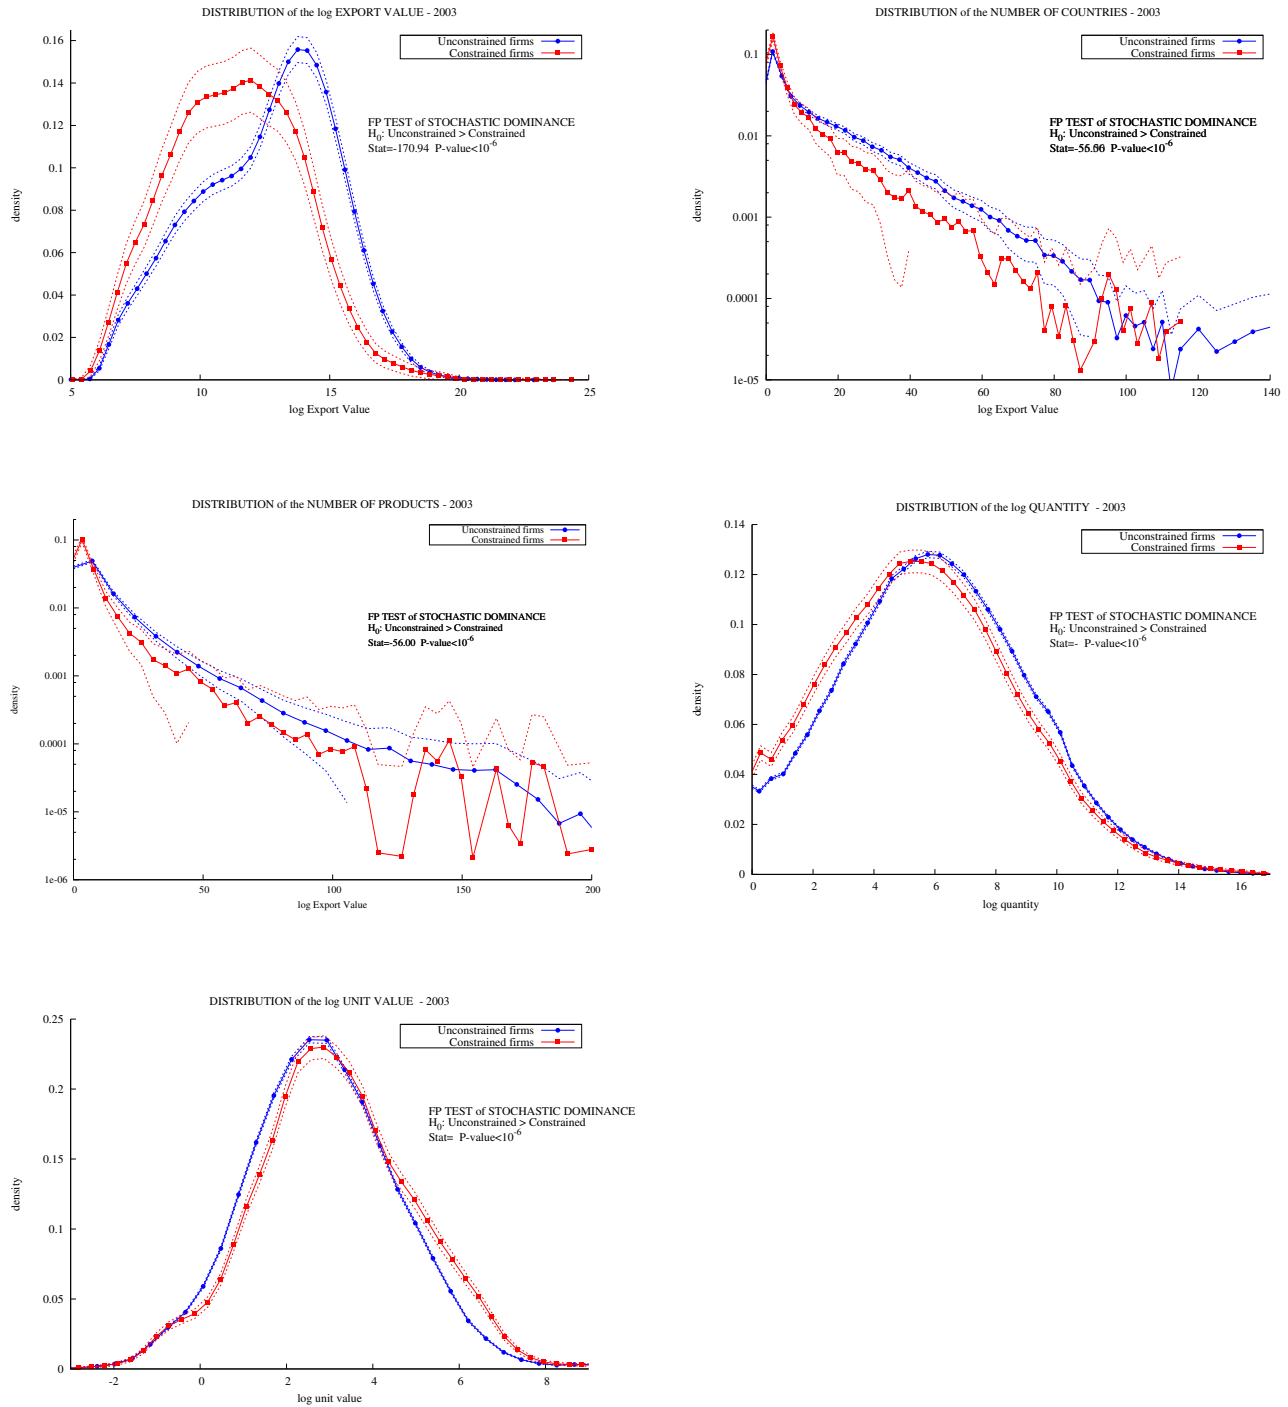 DISTRIBUTION of the log EXPORT VALUE - 2003
Unconstrained firms
Constrained firms
FP TEST of STOCHASTIC DOMINANCE
H0: Unconstrained > Constrained
Stat=-170.94 P-value<10^-6
density
0.16
0.14
0.12
0.1
0.08
0.06
0.04
0.02
0
5
10
15
20
25
log Export Value
DISTRIBUTION of the NUMBER OF COUNTRIES - 2003
Unconstrained firms
Constrained firms
FP TEST of STOCHASTIC DOMINANCE
H0: Unconstrained > Constrained
P-value<10^-6
density
0.1
0.01
0.001
0.0001
1e-05
0
20
40
60
80
100
120
140
log Export Value
DISTRIBUTION of the NUMBER OF PRODUCTS - 2003
Unconstrained firms
Constrained firms
FP TEST of STOCHASTIC DOMINANCE
H0: Unconstrained > Constrained
Stat=-56.00 P-value<10^-6
density
0.1
0.01
0.001
0.0001
1e-05
1e-06
0
50
100
150
200
log Export Value
DISTRIBUTION of the log QUANTITY - 2003
Unconstrained firms
Constrained firms
FP TEST of STOCHASTIC DOMINANCE
H0: Unconstrained > Constrained
Stat=- P-value<10^-6
density
0.14
0.12
0.1
0.08
0.06
0.04
0.02
0
0
2
4
6
8
10
12
14
16
log quantity
DISTRIBUTION of the log UNIT VALUE - 2003
Unconstrained firms
Constrained firms
FP TEST of STOCHASTIC DOMINANCE
H0: Unconstrained > Constrained
Stat= P-value<10^-6
density
0.25
0.2
0.15
0.1
0.05
0
-2
0
2
4
6
8
log unit value